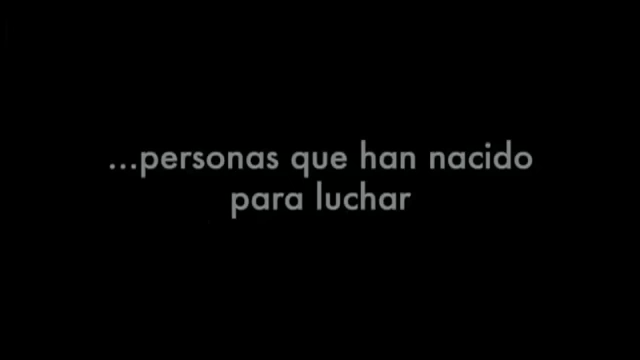 ...personas que han nacido
para luchar